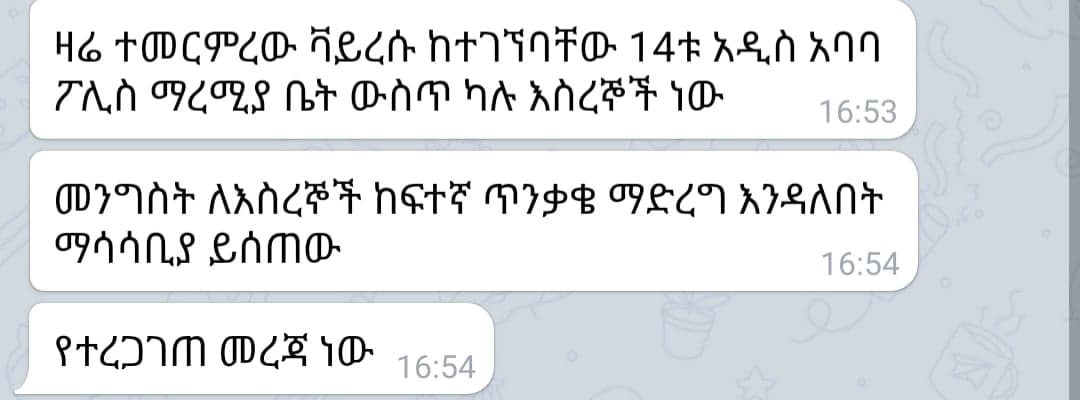 ዛሬ ተመርምረው ቫይረሱ ከተገኘባቸው 14ቱ አዲስ አባባ
ፖሊስ ማረሚያ ቤት ውስጥ ካሉ እስረኞች ነው
16:53
መንግስት ለእስረኞች ከፍተኛ ጥንቃቄ ማድረግ እንዳለበት
ማሳሳቢያ ይሰጠው
16:54
የተረጋገጠ መረጃ ነው 16:54